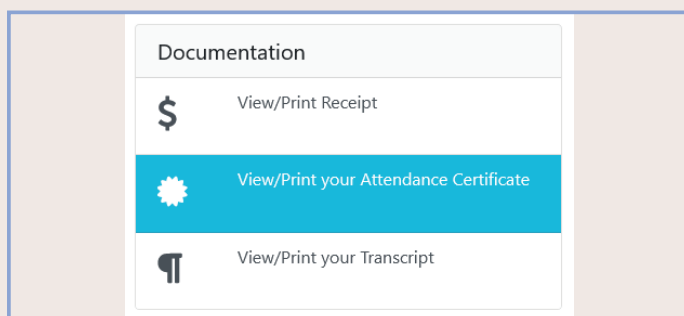 Documentation
$
View/Print Receipt
View/Print your Attendance Certificate
¶
View/Print your Transcript